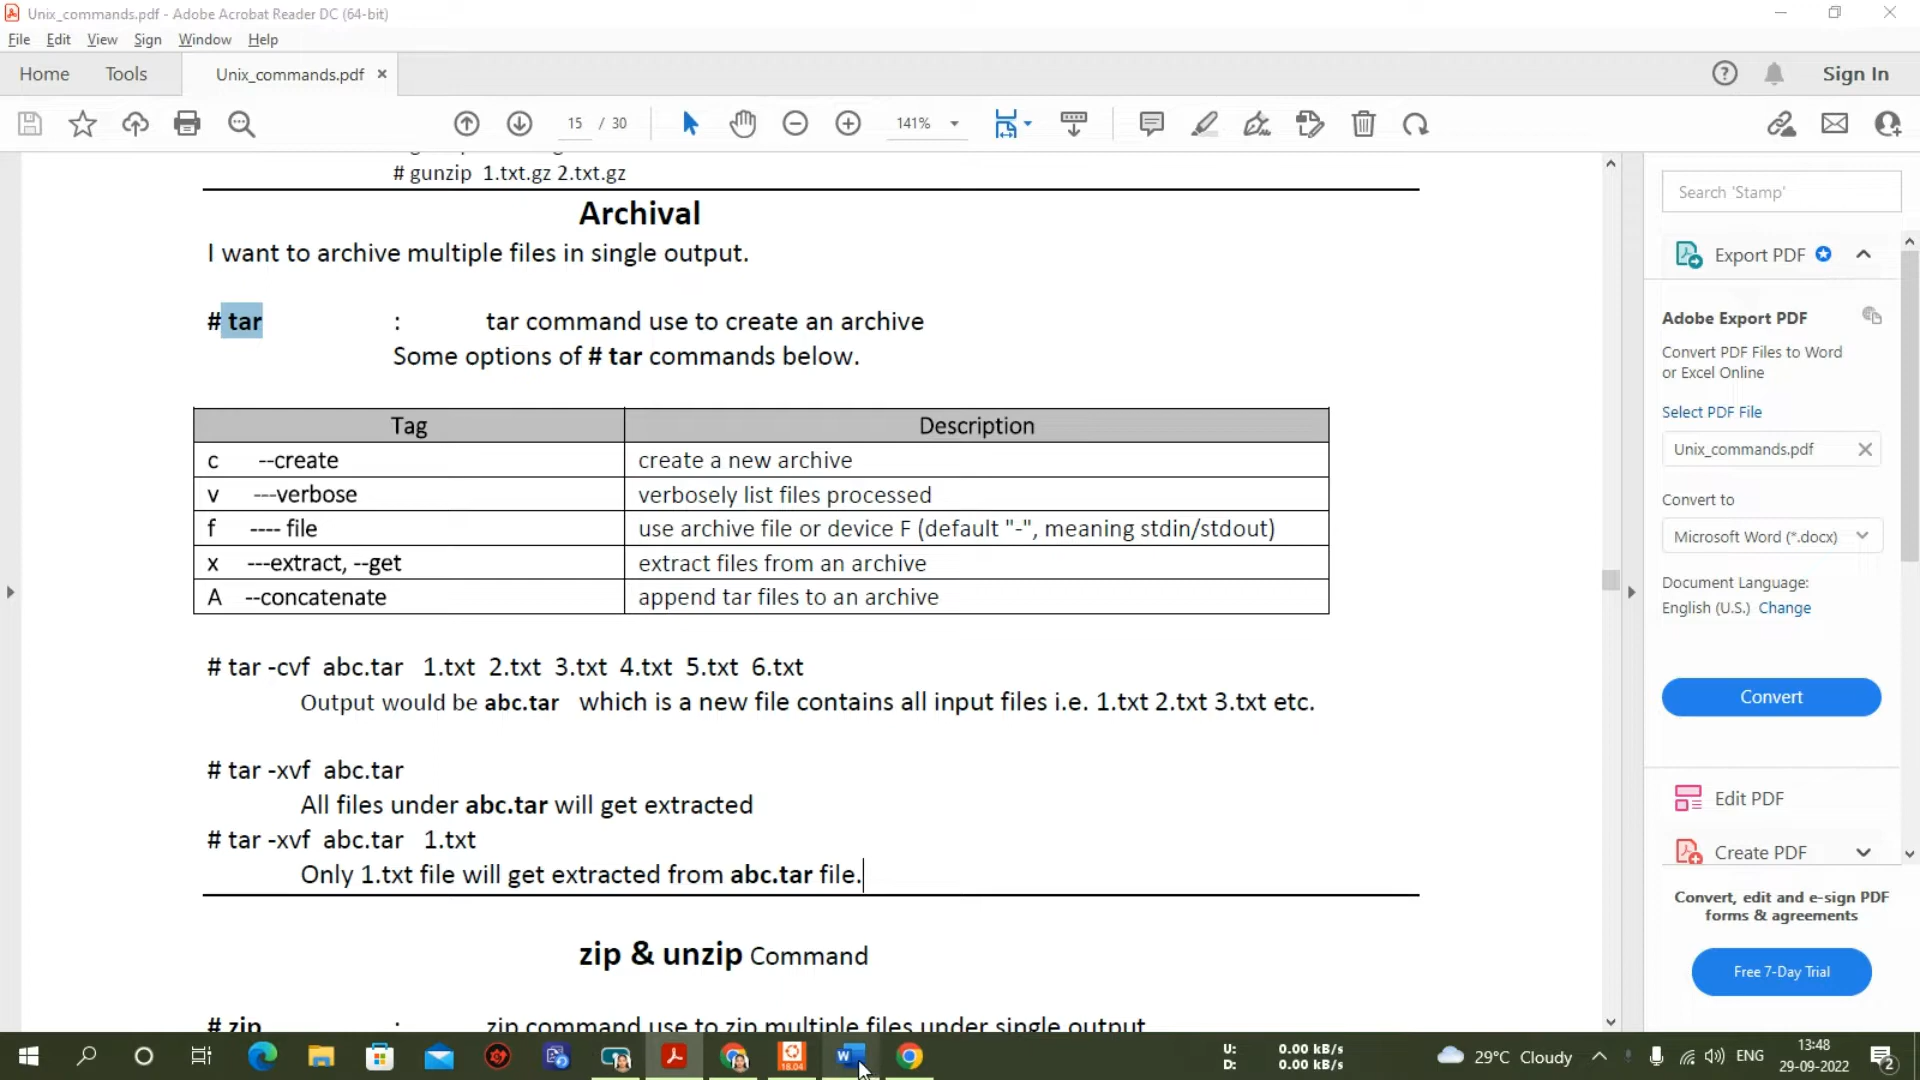 Unix_commands.pdf - Adobe Acrobat Reader DC (64-bit)
File Edit View Sign Window Help
Home Tools Unix_commands.pdf × Sign In
15 / 30 141%
# gunzip 1.txt.gz 2.txt.gz
Archival
I want to archive multiple files in single output.
# tar : tar command use to create an archive
Some options of # tar commands below.
Tag Description
c --create create a new archive
v ---verbose verbosely list files processed
f ---- file use archive file or device F (default "-", meaning stdin/stdout)
x ---extract, --get extract files from an archive
A --concatenate append tar files to an archive
# tar -cvf abc.tar 1.txt 2.txt 3.txt 4.txt 5.txt 6.txt
Output would be abc.tar which is a new file contains all input files i.e. 1.txt 2.txt 3.txt etc.
# tar -xvf abc.tar
All files under abc.tar will get extracted
# tar -xvf abc.tar 1.txt
Only 1.txt file will get extracted from abc.tar file.
zip & unzip Command
# zip : zip command use to zip multiple files under single output
Search 'Stamp'
Export PDF
Adobe Export PDF
Convert PDF Files to Word
or Excel Online
Select PDF File
Unix_commands.pdf
Convert to
Microsoft Word (*.docx)
Document Language:
English (U.S.) Change
Convert
Edit PDF
Create PDF
Convert, edit and e-sign PDF
forms & agreements
Free 7-Day Trial
18.04
U: 0.00 kB/s
D: 0.00 kB/s
29°C Cloudy
ENG
13:48
29-09-2022
2